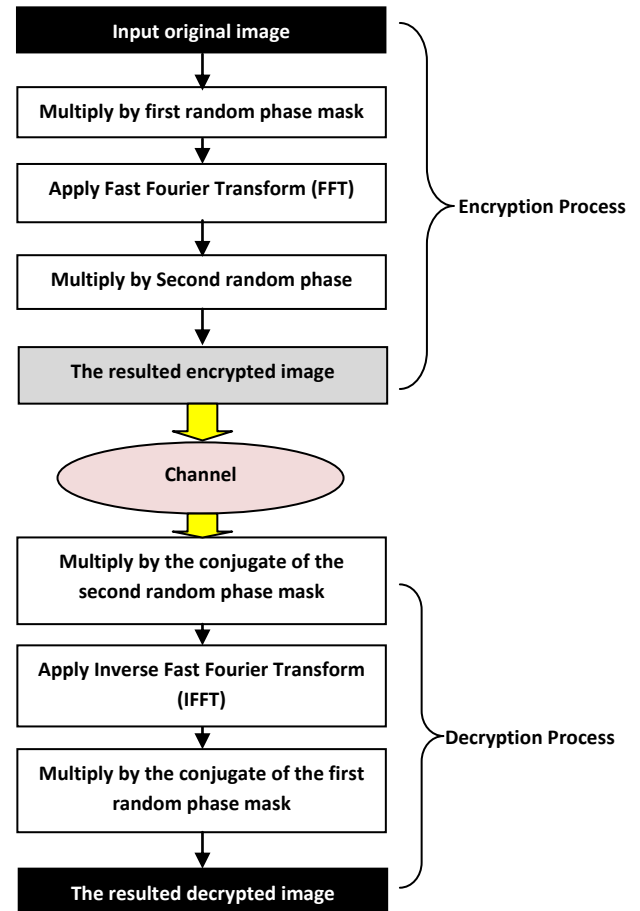 Input original image
Multiply by first random phase mask
Apply Fast Fourier Transform (FFT)
Encryption Process
Multiply by Second random phase
The resulted encrypted image
Channel
Multiply by the conjugate of the
second random phase mask
Apply Inverse Fast Fourier Transform
(IFFT)
Decryption Process
Multiply by the conjugate of the first
random phase mask
The resulted decrypted image